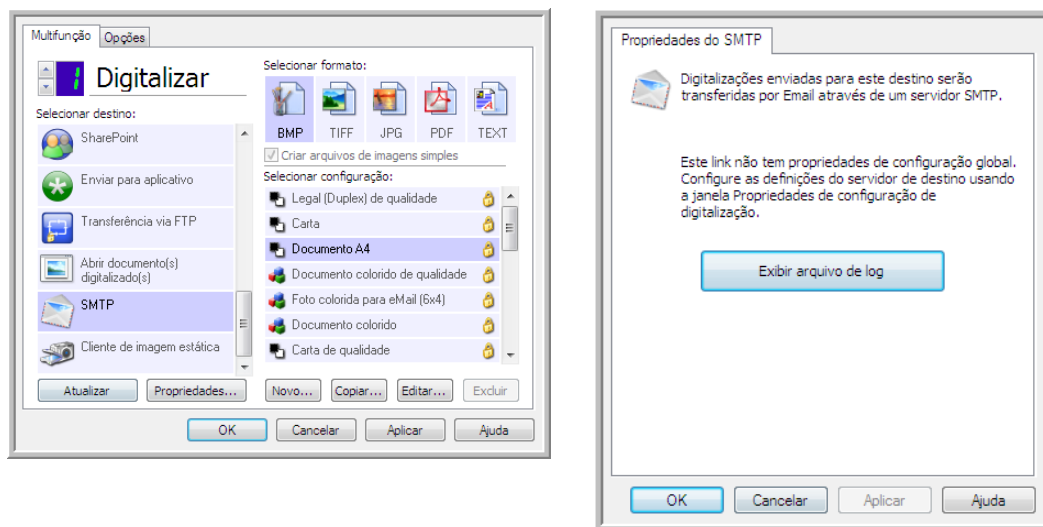 Multifunção
Opções
1
Digitalizar
Selecionar destino:
SharePoint
Enviar para aplicativo
Transferência via FTP
Abrir documento(s)
digitalizado(s)
SMTP
Cliente de imagem estática
Atualizar
Propriedades...
Selecionar formato:
BMP
TIFF
JPG
PDF
TEXT
Criar arquivos de imagens simples
Selecionar configuração:
Legal (Duplex) de qualidade
Carta
Documento A4
Documento colorido de qualidade
Foto colorida para eMail (6x4)
Documento colorido
Carta de qualidade
Novo...
Copiar...
Editar...
Excluir
OK
Cancelar
Aplicar
Ajuda
Propriedades do SMTP
Digitalizações enviadas para este destino serão
transferidas por Email através de um servidor SMTP.
Este link não tem propriedades de configuração global.
Configure as definições do servidor de destino usando
a janela Propriedades de configuração de
digitalização.
Exibir arquivo de log
OK
Cancelar
Aplicar
Ajuda